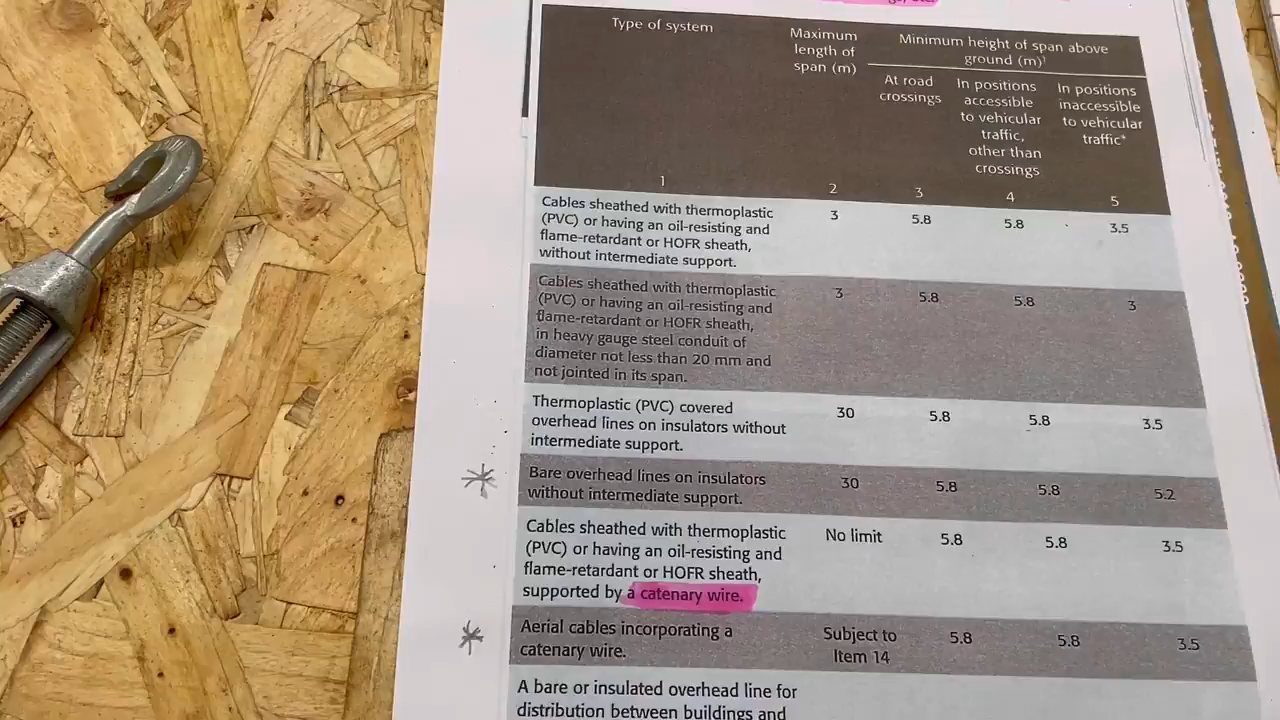 Type of system
Maximum
length of
span (m)
Minimum height of span above
ground (m)¹
At road
crossings
In positions
accessible
to vehicular
traffic,
other than
crossings
In positions
inaccessible
to vehicular
traffic*
1 2 3 4 5
Cables sheathed with thermoplastic
(PVC) or having an oil-resisting and
flame-retardant or HOFR sheath,
without intermediate support.
3 5.8 5.8 3.5
Cables sheathed with thermoplastic
(PVC) or having an oil-resisting and
flame-retardant or HOFR sheath,
in heavy gauge steel conduit of
diameter not less than 20 mm and
not jointed in its span.
3 5.8 5.8 3
Thermoplastic (PVC) covered
overhead lines on insulators without
intermediate support.
30 5.8 5.8 3.5
Bare overhead lines on insulators
without intermediate support.
30 5.8 5.8 5.2
Cables sheathed with thermoplastic
(PVC) or having an oil-resisting and
flame-retardant or HOFR sheath,
supported by a catenary wire.
No limit 5.8 5.8 3.5
Aerial cables incorporating a
catenary wire.
Subject to
Item 14
5.8 5.8 3.5
A bare or insulated overhead line for
distribution between buildings and